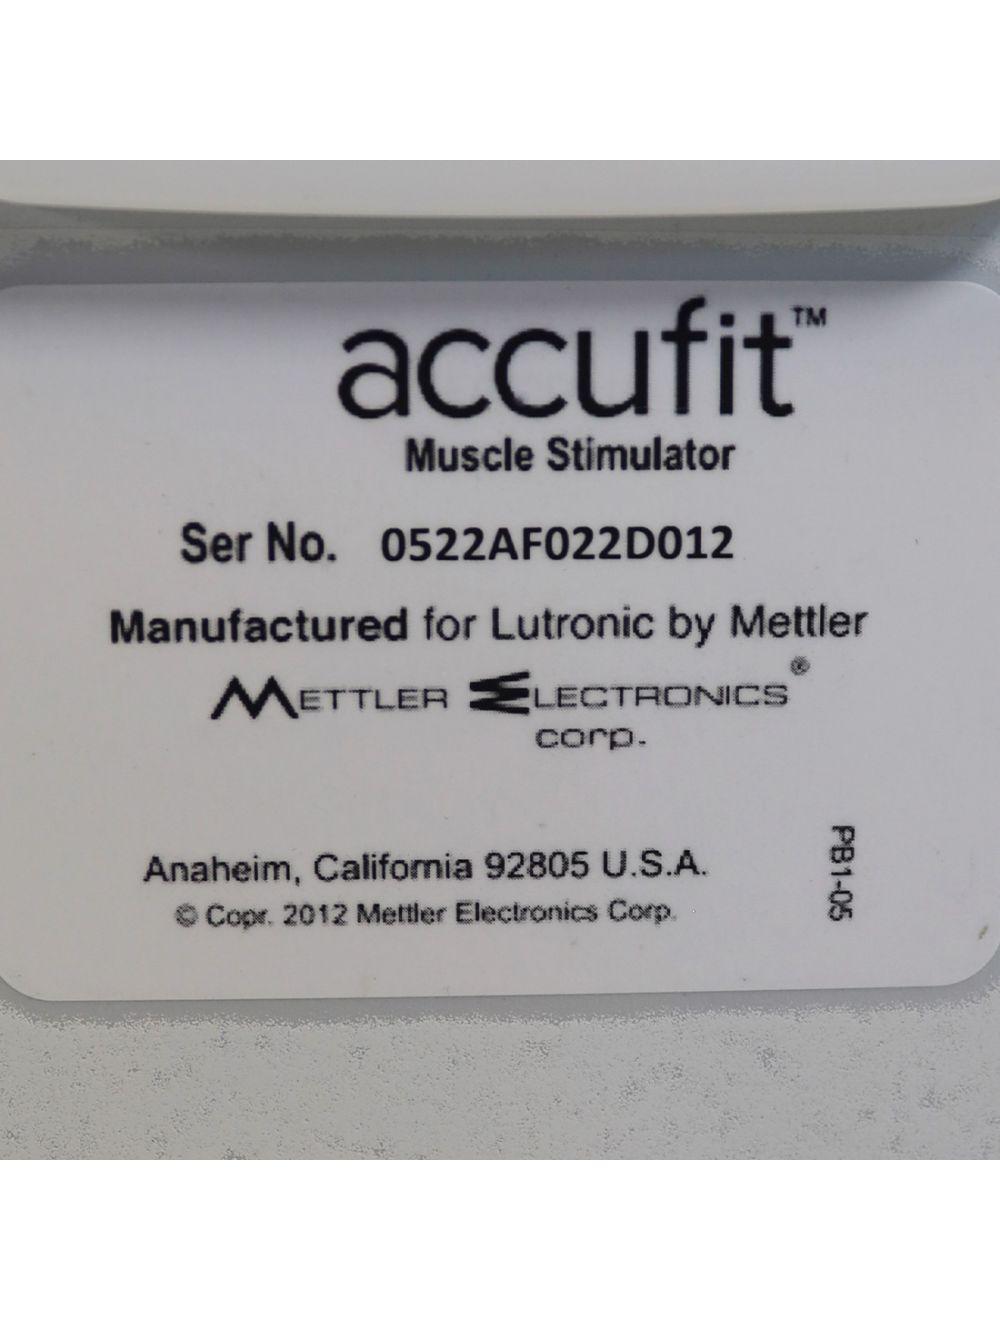 accufit™
Muscle Stimulator
Ser No. 0522AF022D012
Manufactured for Lutronic by Mettler
METTLER ELECTRONICS®
corp.
Anaheim, California 92805 U.S.A.
© Copr. 2012 Mettler Electronics Corp.
PB1-05